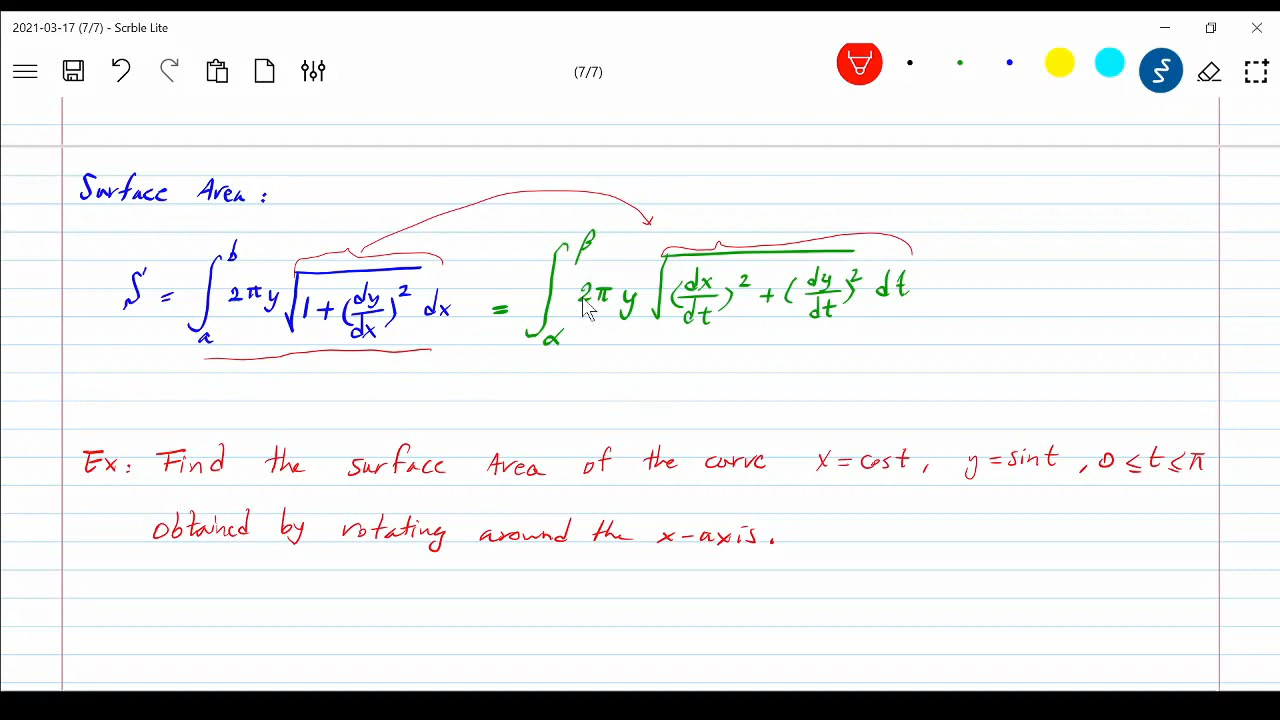 2021-03-17 (7/7) - Scrble Lite
(7/7)
Surface Area:
S = ∫_a^b 2πy √(1 + (dy/dx)^2) dx = ∫_α^β 2πy √((dx/dt)^2 + (dy/dt)^2) dt
Ex: Find the surface Area of the curve x = cost, y = sint, 0 ≤ t ≤ π
obtained by rotating around the x-axis.